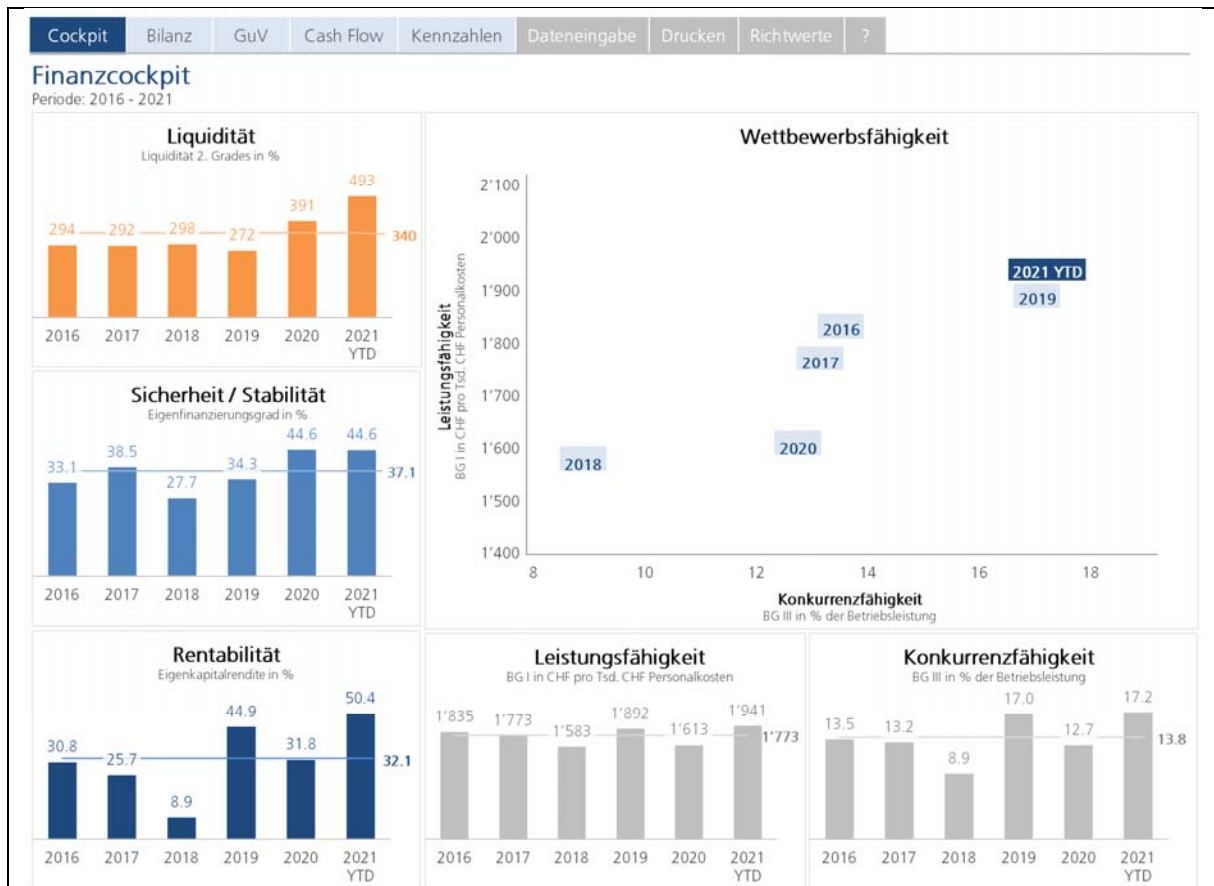 Cockpit Bilanz GuV Cash Flow Kennzahlen Dateneingabe Drucken Richtwerte ?
Finanzcockpit
Periode: 2016 - 2021
Liquidität
Liquidität 2. Grades in %
294 292 298 272 391 493
340
2016 2017 2018 2019 2020 2021
YTD
Sicherheit / Stabilität
Eigenfinanzierungsgrad in %
33.1 38.5 27.7 34.3 44.6 44.6
37.1
2016 2017 2018 2019 2020 2021
YTD
Rentabilität
Eigenkapitalrendite in %
30.8 25.7 8.9 44.9 31.8 50.4
32.1
2016 2017 2018 2019 2020 2021
YTD
Wettbewerbsfähigkeit
Leistungsfähigkeit
BG I in CHF pro Tsd. CHF Personalkosten
2'100
2'000
1'900
1'800
1'700
1'600
1'500
1'400
2021 YTD
2019
2016
2017
2020
2018
8 10 12 14 16 18
Konkurrenzfähigkeit
BG III in % der Betriebsleistung
Leistungsfähigkeit
BG I in CHF pro Tsd. CHF Personalkosten
1'835 1'773 1'583 1'892 1'613 1'941
1'773
2016 2017 2018 2019 2020 2021
YTD
Konkurrenzfähigkeit
BG III in % der Betriebsleistung
13.5 13.2 8.9 17.0 12.7 17.2
13.8
2016 2017 2018 2019 2020 2021
YTD